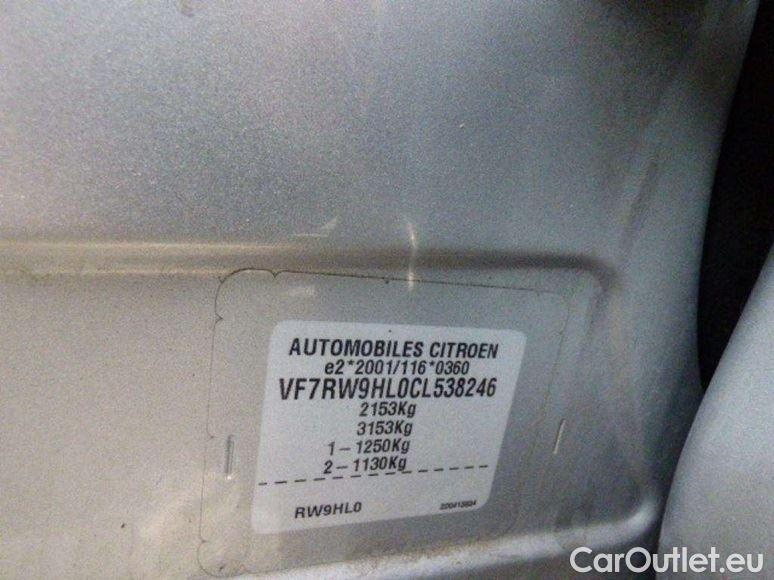 AUTOMOBILES CITROEN
e2*2001/116*0360
VF7RW9HL0CL538246
2153Kg
3153Kg
1-1250Kg
2-1130Kg
RW9HL0
CarOutlet.eu